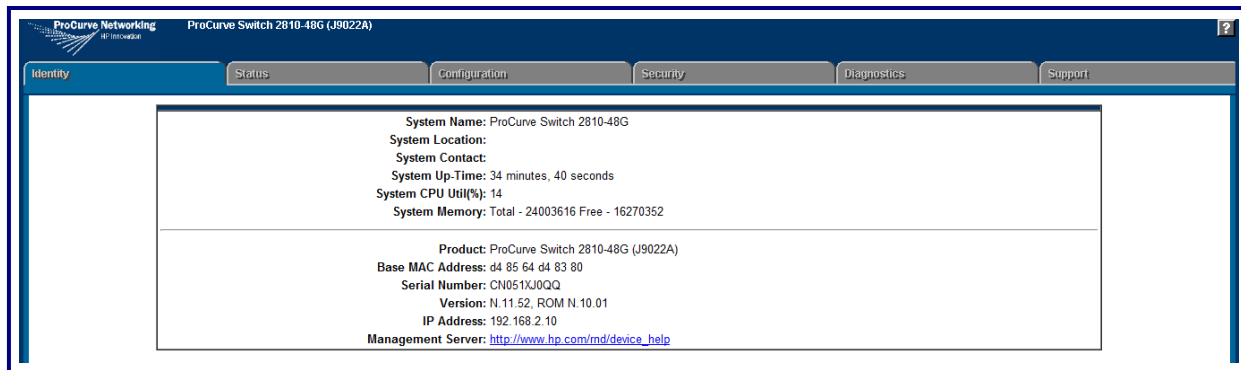 ProCurve Networking
HP Innovation
ProCurve Switch 2810-48G (J9022A)
?
Identity
Status
Configuration
Security
Diagnostics
Support
System Name: ProCurve Switch 2810-48G
System Location:
System Contact:
System Up-Time: 34 minutes, 40 seconds
System CPU Util(%): 14
System Memory: Total - 24003616 Free - 16270352
Product: ProCurve Switch 2810-48G (J9022A)
Base MAC Address: d4 85 64 d4 83 80
Serial Number: CN051XJ0QQ
Version: N.11.52, ROM N.10.01
IP Address: 192.168.2.10
Management Server: http://www.hp.com/rnd/device_help